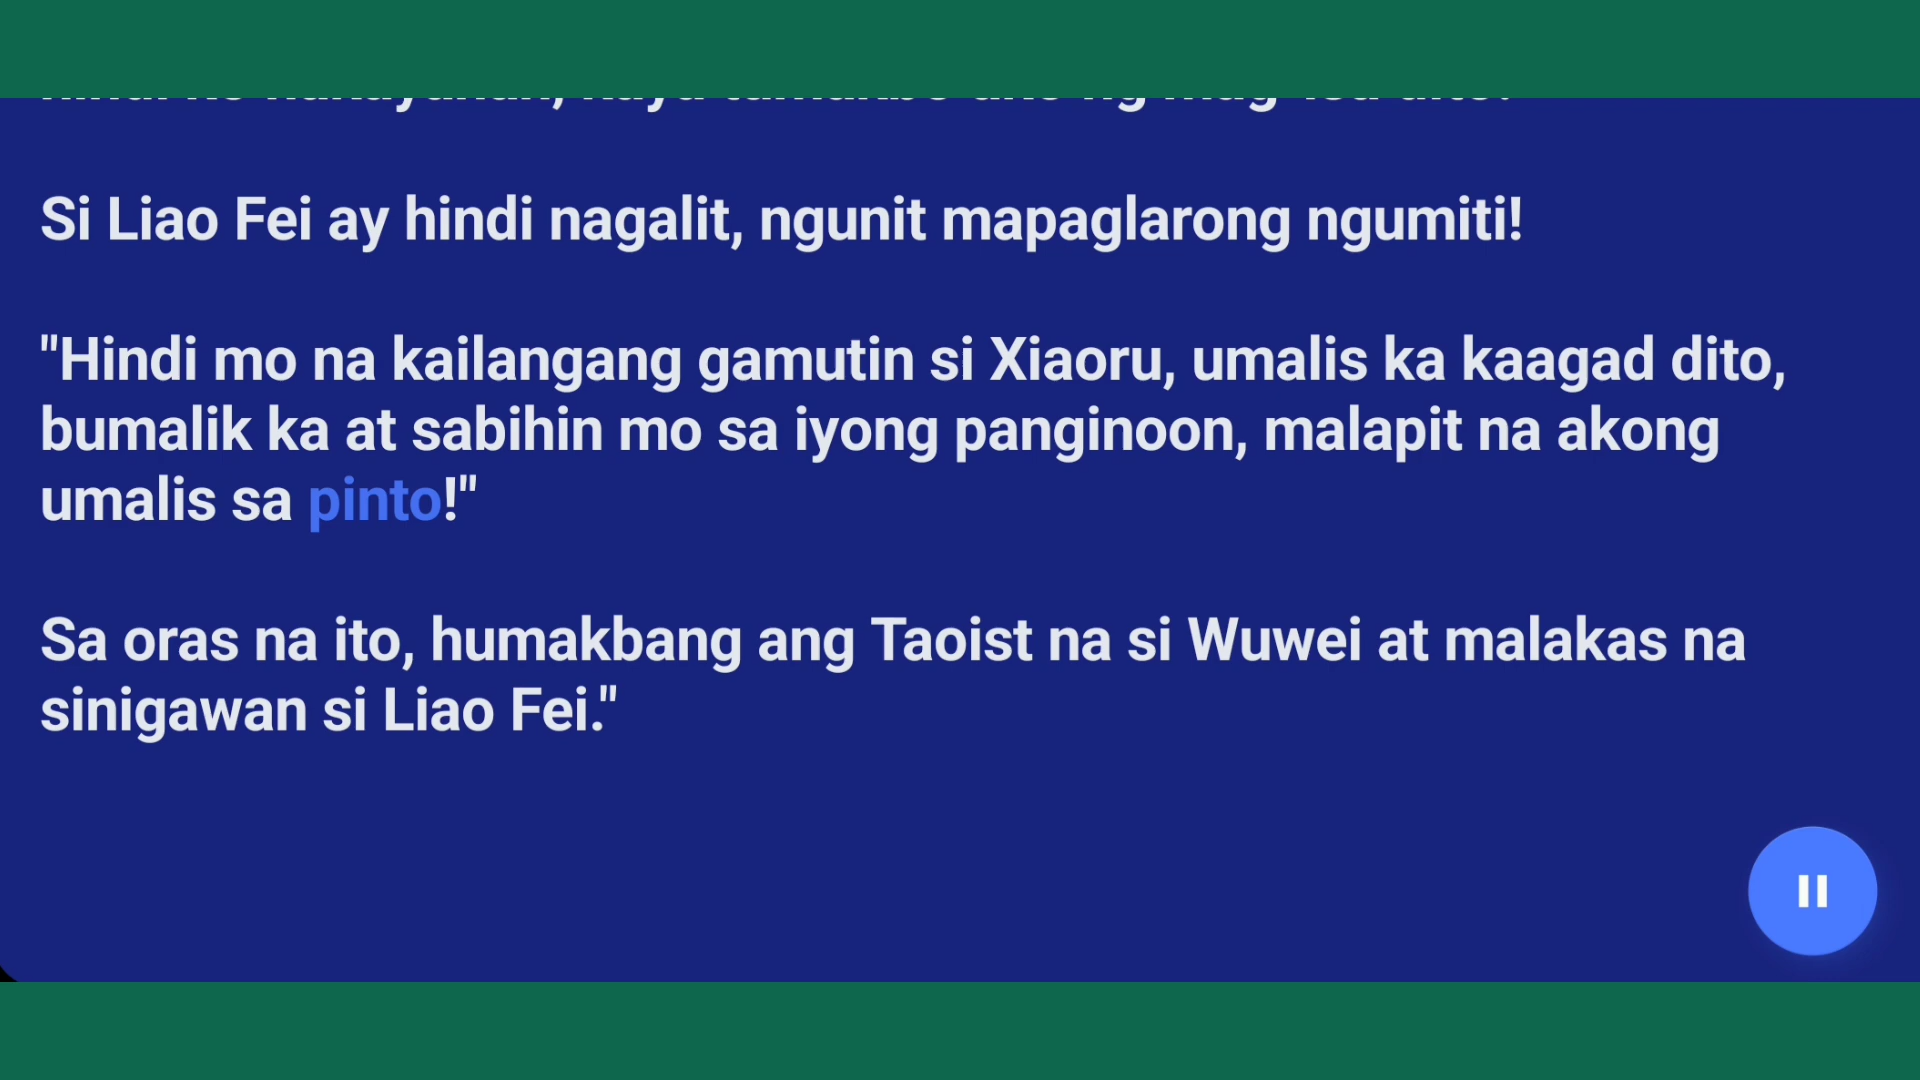 Si Liao Fei ay hindi nagalit, ngunit mapaglarong ngumiti!
"Hindi mo na kailangang gamutin si Xiaoru, umalis ka kaagad dito,
bumalik ka at sabihin mo sa iyong panginoon, malapit na akong
umalis sa pinto!"
Sa oras na ito, humakbang ang Taoist na si Wuwei at malakas na
sinigawan si Liao Fei."